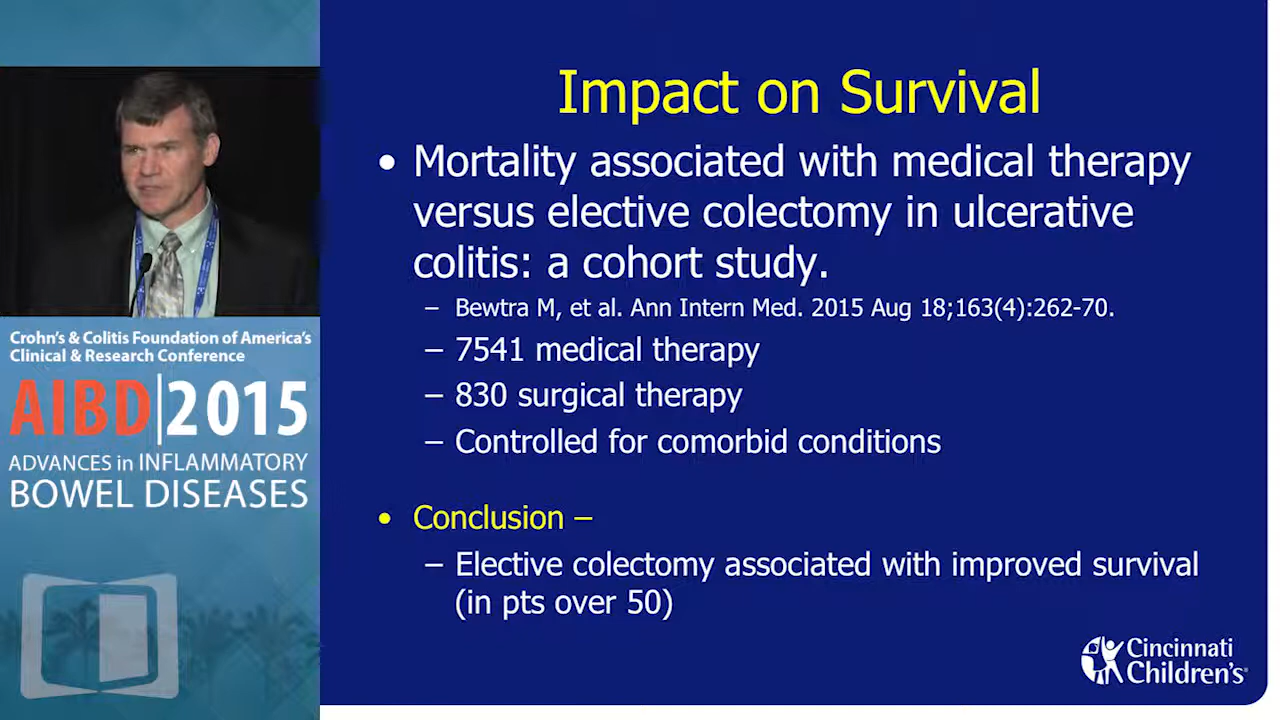 Crohn's & Colitis Foundation of America's
Clinical & Research Conference
AIBD|2015
ADVANCES in INFLAMMATORY
BOWEL DISEASES
Impact on Survival
• Mortality associated with medical therapy
versus elective colectomy in ulcerative
colitis: a cohort study.
– Bewtra M, et al. Ann Intern Med. 2015 Aug 18;163(4):262-70.
– 7541 medical therapy
– 830 surgical therapy
– Controlled for comorbid conditions
• Conclusion –
– Elective colectomy associated with improved survival
(in pts over 50)
Cincinnati
Children's